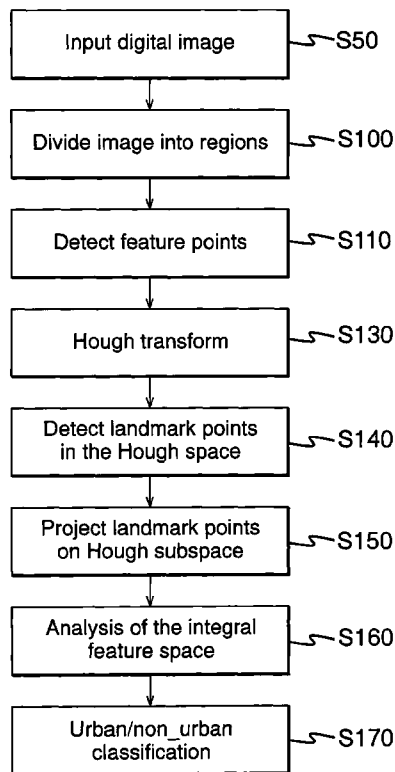 Input digital image
S50
Divide image into regions
S100
Detect feature points
S110
Hough transform
S130
Detect landmark points
in the Hough space
S140
Project landmark points
on Hough subspace
S150
Analysis of the integral
feature space
S160
Urban/non_urban
classification
S170